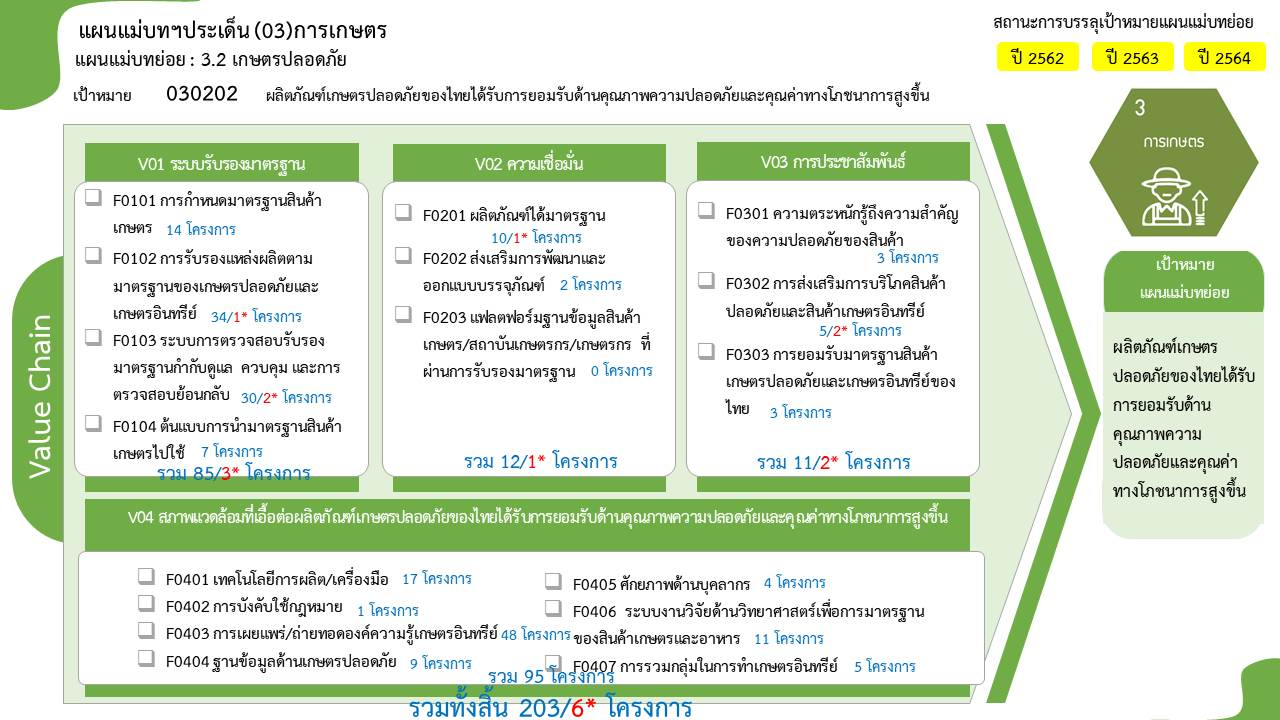 แผนแม่บทฯประเด็น (03)การเกษตร
แผนแม่บทย่อย : 3.2 เกษตรปลอดภัย
เป้าหมาย 030202 ผลิตภัณฑ์เกษตรปลอดภัยของไทยได้รับการยอมรับด้านคุณภาพความปลอดภัยและคุณค่าทางโภชนาการสูงขึ้น
สถานะการบรรลุเป้าหมายแผนแม่บทย่อย
ปี 2562 ปี 2563 ปี 2564
Value Chain
V01 ระบบรับรองมาตรฐาน
F0101 การกำหนดมาตรฐานสินค้า
เกษตร 14 โครงการ
F0102 การรับรองแหล่งผลิตตาม
มาตรฐานของเกษตรปลอดภัยและ
เกษตรอินทรีย์ 34/1* โครงการ
F0103 ระบบการตรวจสอบรับรอง
มาตรฐานกำกับดูแล ควบคุม และการ
ตรวจสอบย้อนกลับ 30/2* โครงการ
F0104 ต้นแบบการนำมาตรฐานสินค้า
เกษตรไปใช้ 7 โครงการ
รวม 85/3* โครงการ
V02 ความเชื่อมั่น
F0201 ผลิตภัณฑ์ได้มาตรฐาน
10/1* โครงการ
F0202 ส่งเสริมการพัฒนาและ
ออกแบบบรรจุภัณฑ์ 2 โครงการ
F0203 แฟลตฟอร์มฐานข้อมูลสินค้า
เกษตร/สถาบันเกษตรกร/เกษตรกร ที่
ผ่านการรับรองมาตรฐาน 0 โครงการ
รวม 12/1* โครงการ
V03 การประชาสัมพันธ์
F0301 ความตระหนักรู้ถึงความสำคัญ
ของความปลอดภัยของสินค้า
3 โครงการ
F0302 การส่งเสริมการบริโภคสินค้า
ปลอดภัยและสินค้าเกษตรอินทรีย์
5/2* โครงการ
F0303 การยอมรับมาตรฐานสินค้า
เกษตรปลอดภัยและเกษตรอินทรีย์ของ
ไทย 3 โครงการ
รวม 11/2* โครงการ
V04 สภาพแวดล้อมที่เอื้อต่อผลิตภัณฑ์เกษตรปลอดภัยของไทยได้รับการยอมรับด้านคุณภาพความปลอดภัยและคุณค่าทางโภชนาการสูงขึ้น
F0401 เทคโนโลยีการผลิต/เครื่องมือ 17 โครงการ
F0402 การบังคับใช้กฎหมาย 1 โครงการ
F0403 การเผยแพร่/ถ่ายทอดองค์ความรู้เกษตรอินทรีย์ 48 โครงการ
F0404 ฐานข้อมูลด้านเกษตรปลอดภัย 9 โครงการ
F0405 ศักยภาพด้านบุคลากร 4 โครงการ
F0406 ระบบงานวิจัยด้านวิทยาศาสตร์เพื่อการมาตรฐาน
ของสินค้าเกษตรและอาหาร 11 โครงการ
F0407 การรวมกลุ่มในการทำเกษตรอินทรีย์ 5 โครงการ
รวม 95 โครงการ
รวมทั้งสิ้น 203/6* โครงการ
3
การเกษตร
เป้าหมาย
แผนแม่บทย่อย
ผลิตภัณฑ์เกษตร
ปลอดภัยของไทยได้รับ
การยอมรับด้าน
คุณภาพความ
ปลอดภัยและคุณค่า
ทางโภชนาการสูงขึ้น